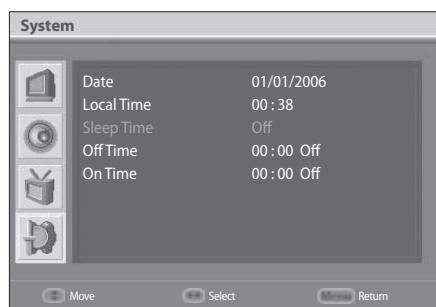 System
Date 01/01/2006
Local Time 00 : 38
Sleep Time Off
Off Time 00 : 00 Off
On Time 00 : 00 Off
Move Select Menu Return